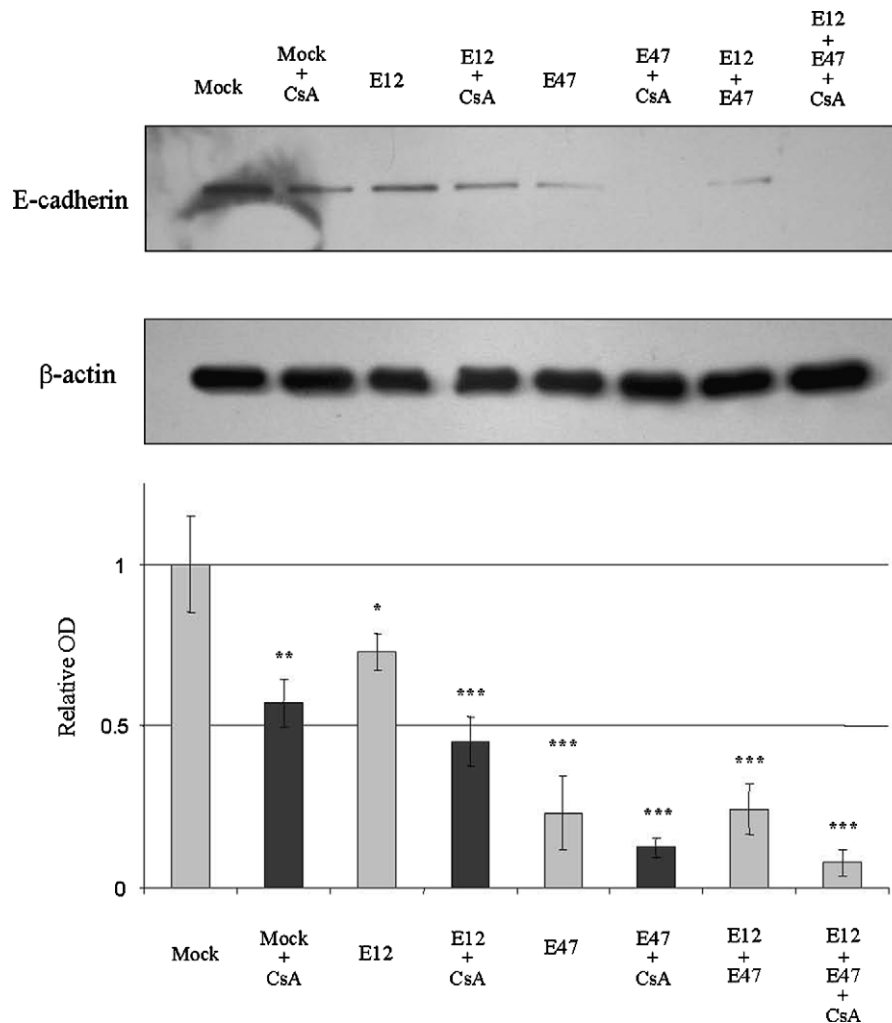 Mock
Mock
+
CsA
E12
E12
+
CsA
E47
E47
+
CsA
E12
+
E47
E12
+
E47
+
CsA
E-cadherin
β-actin
Relative OD
1
0.5
0
**
*
***
***
***
***
***
Mock
Mock
+
CsA
E12
E12
+
CsA
E47
E47
+
CsA
E12
+
E47
E12
+
E47
+
CsA